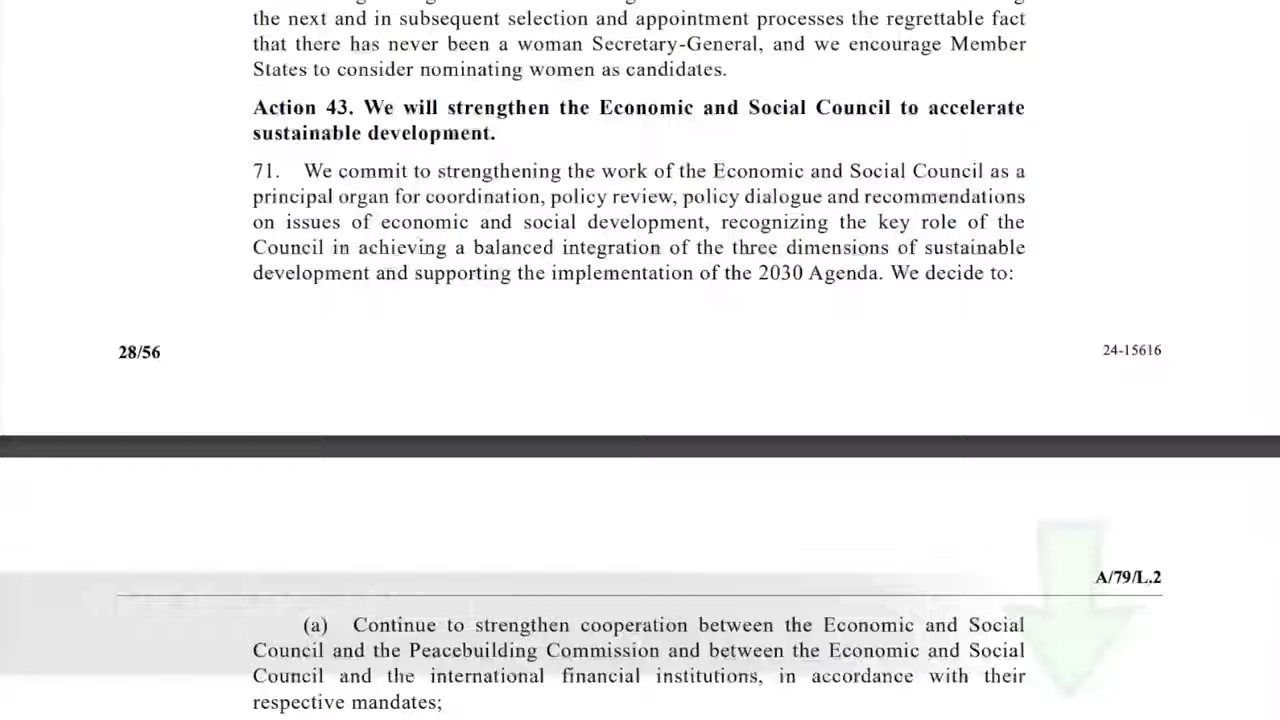 the next and in subsequent selection and appointment processes the regrettable fact
that there has never been a woman Secretary-General, and we encourage Member
States to consider nominating women as candidates.
Action 43. We will strengthen the Economic and Social Council to accelerate
sustainable development.
71. We commit to strengthening the work of the Economic and Social Council as a
principal organ for coordination, policy review, policy dialogue and recommendations
on issues of economic and social development, recognizing the key role of the
Council in achieving a balanced integration of the three dimensions of sustainable
development and supporting the implementation of the 2030 Agenda. We decide to:
28/56
24-15616
A/79/L.2
(a) Continue to strengthen cooperation between the Economic and Social
Council and the Peacebuilding Commission and between the Economic and Social
Council and the international financial institutions, in accordance with their
respective mandates;